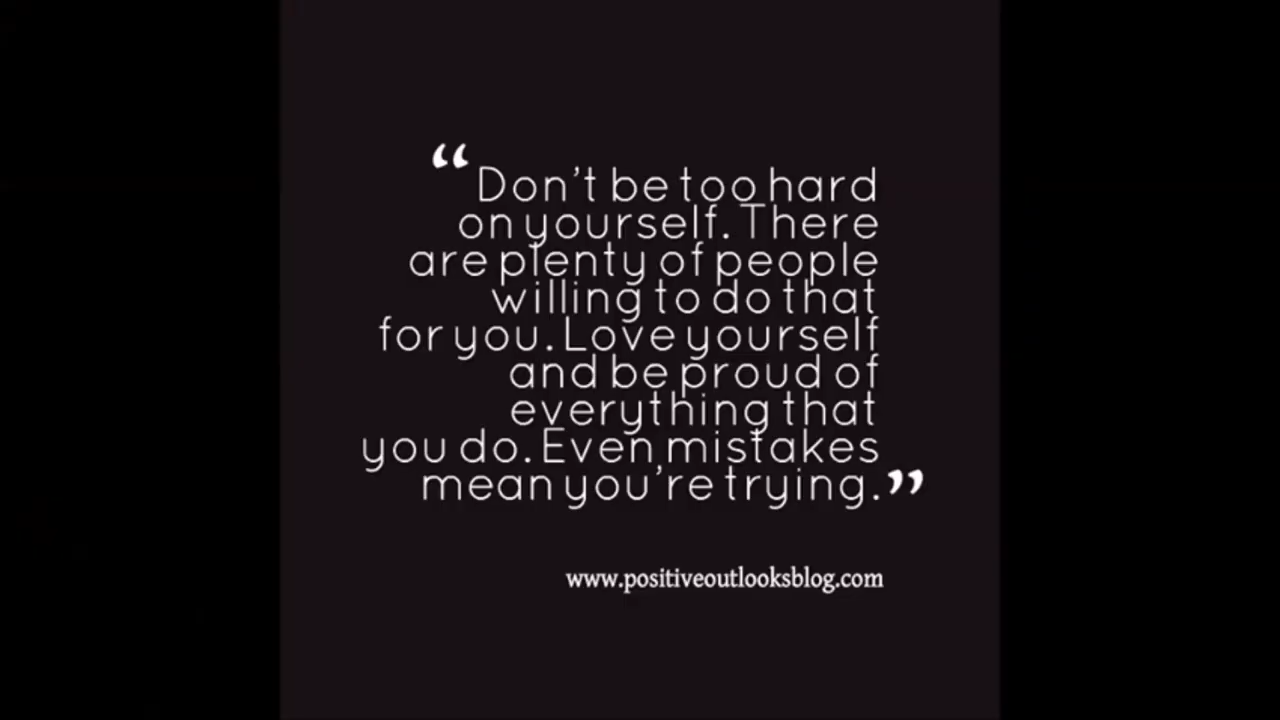 “Don’t be too hard
on yourself. There
are plenty of people
willing to do that
for you. Love yourself
and be proud of
everything that
you do. Even mistakes
mean you’re trying.”
www.positiveoutlooksblog.com